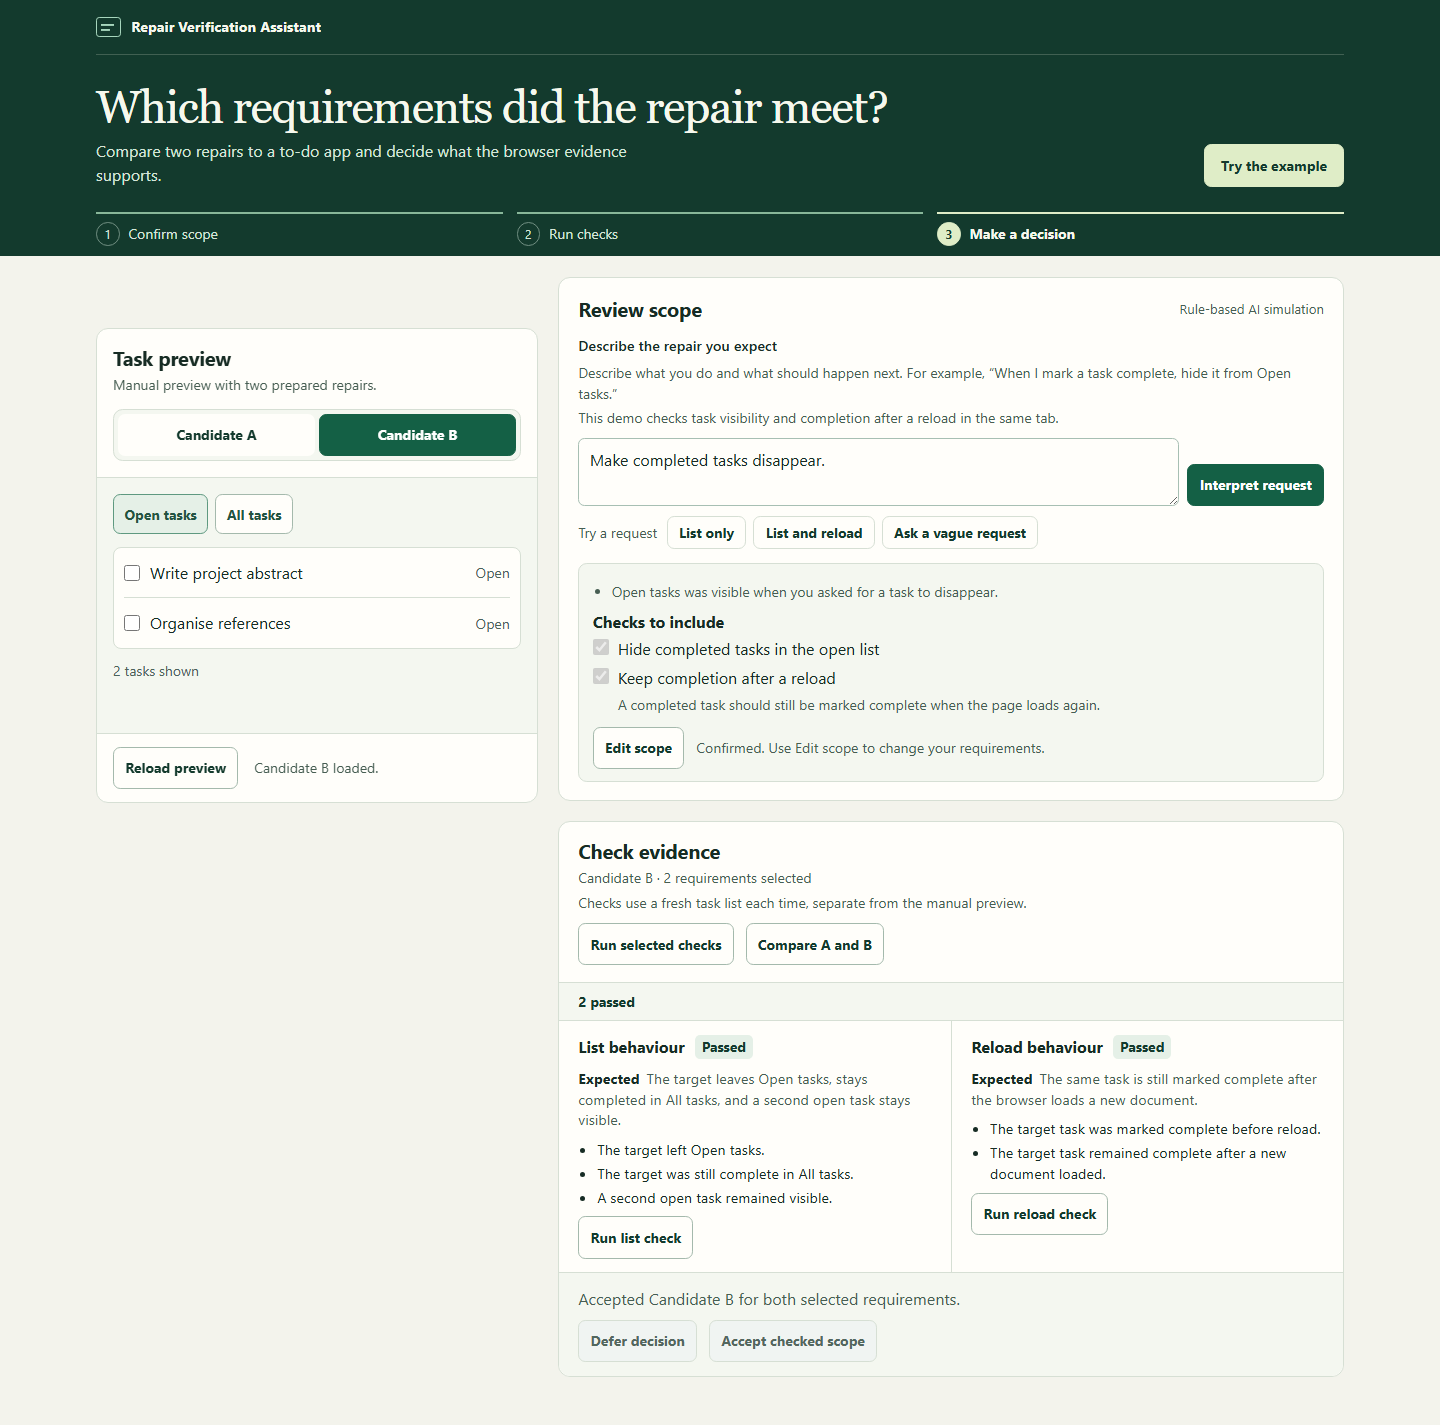 Repair Verification Assistant
Which requirements did the repair meet?
Compare two repairs to a to-do app and decide what the browser evidence
supports.
Try the example
1 Confirm scope
2 Run checks
3 Make a decision
Task preview
Manual preview with two prepared repairs.
Candidate A
Candidate B
Open tasks
All tasks
Write project abstract Open
Organise references Open
2 tasks shown
Reload preview
Candidate B loaded.
Review scope
Rule-based AI simulation
Describe the repair you expect
Describe what you do and what should happen next. For example, “When I mark a task complete, hide it from Open
tasks.”
This demo checks task visibility and completion after a reload in the same tab.
Make completed tasks disappear.
Interpret request
Try a request
List only
List and reload
Ask a vague request
• Open tasks was visible when you asked for a task to disappear.
Checks to include
Hide completed tasks in the open list
Keep completion after a reload
A completed task should still be marked complete when the page loads again.
Edit scope
Confirmed. Use Edit scope to change your requirements.
Check evidence
Candidate B · 2 requirements selected
Checks use a fresh task list each time, separate from the manual preview.
Run selected checks
Compare A and B
2 passed
List behaviour Passed
Expected The target leaves Open tasks, stays
completed in All tasks, and a second open task stays
visible.
• The target left Open tasks.
• The target was still complete in All tasks.
• A second open task remained visible.
Run list check
Reload behaviour Passed
Expected The same task is still marked complete after
the browser loads a new document.
• The target task was marked complete before reload.
• The target task remained complete after a new
document loaded.
Run reload check
Accepted Candidate B for both selected requirements.
Defer decision
Accept checked scope